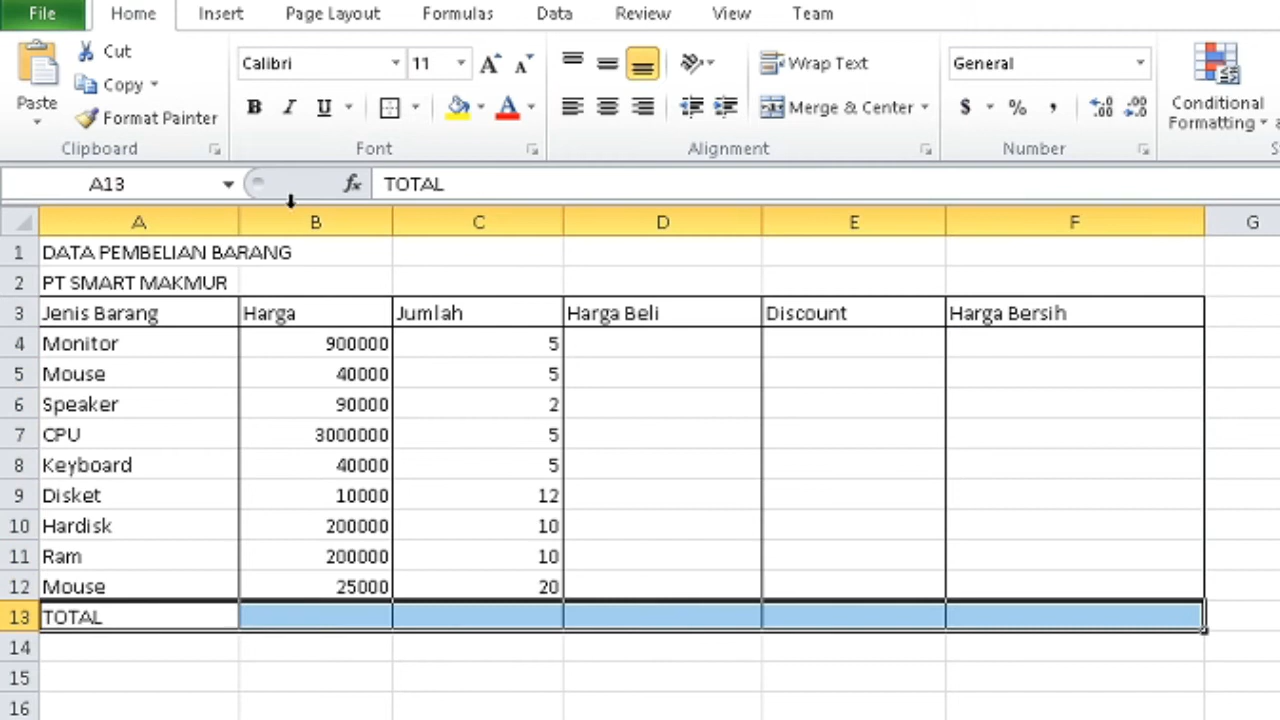 File Home Insert Page Layout Formulas Data Review View Team
Cut
Calibri 11 Wrap Text General
Copy
Paste
Format Painter
B I U Merge & Center $ % , Conditional
Formatting
Clipboard Font Alignment Number
A13 fx TOTAL
A B C D E F G
1 DATA PEMBELIAN BARANG
2 PT SMART MAKMUR
3 Jenis Barang Harga Jumlah Harga Beli Discount Harga Bersih
4 Monitor 900000 5
5 Mouse 40000 5
6 Speaker 90000 2
7 CPU 3000000 5
8 Keyboard 40000 5
9 Disket 10000 12
10 Hardisk 200000 10
11 Ram 200000 10
12 Mouse 25000 20
13 TOTAL
14
15
16